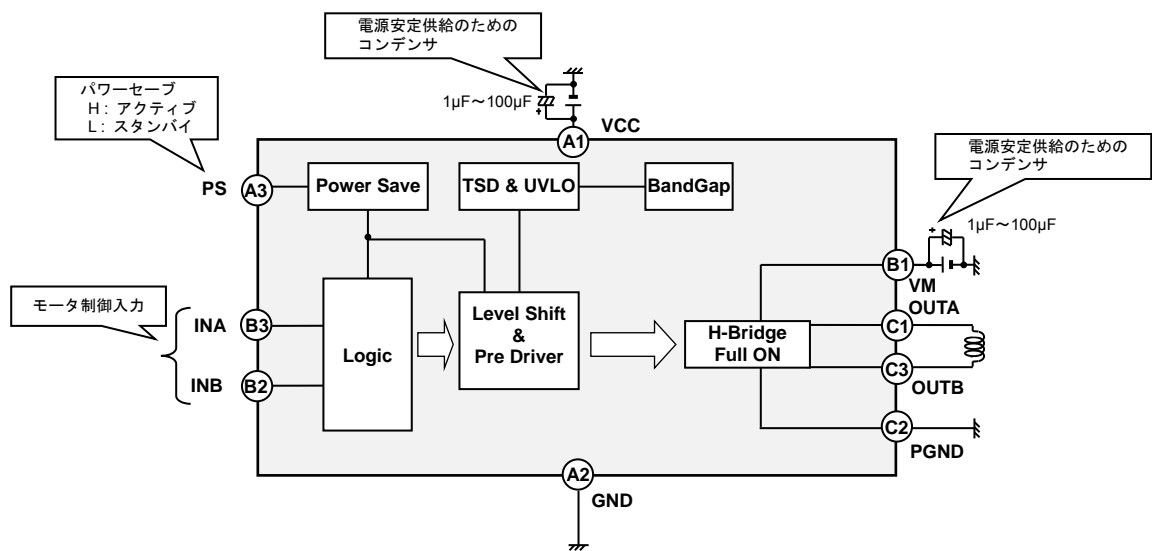 電源安定供給のための
コンデンサ
パワーセーブ
H: アクティブ
L: スタンバイ
1µF～100µF
+
VCC
A1
電源安定供給のための
コンデンサ
PS
A3
Power Save
TSD & UVLO
BandGap
+
1µF～100µF
B1
VM
モータ制御入力
INA
B3
Logic
Level Shift
&
Pre Driver
H-Bridge
Full ON
OUTA
C1
INB
B2
C3
OUTB
C2
PGND
A2
GND